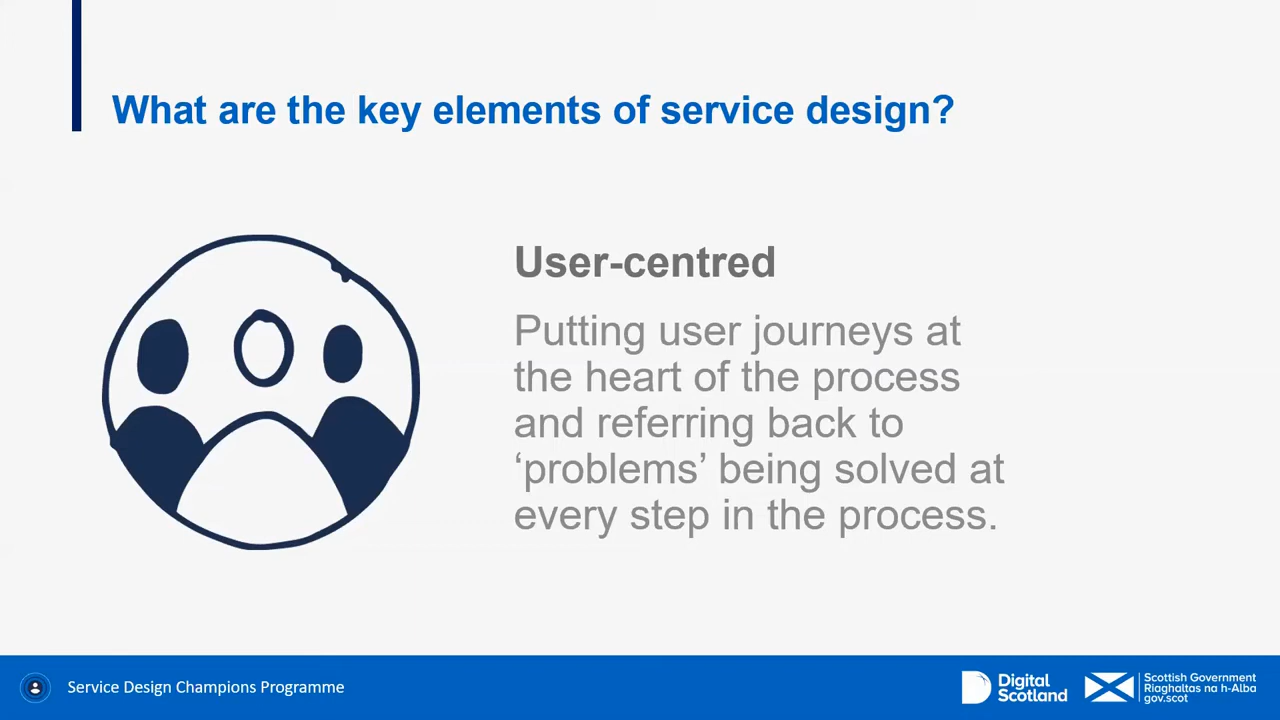 What are the key elements of service design?
User-centred
Putting user journeys at
the heart of the process
and referring back to
‘problems’ being solved at
every step in the process.
Service Design Champions Programme
Digital
Scotland
Scottish Government
Riaghaltas na h-Alba
gov.scot